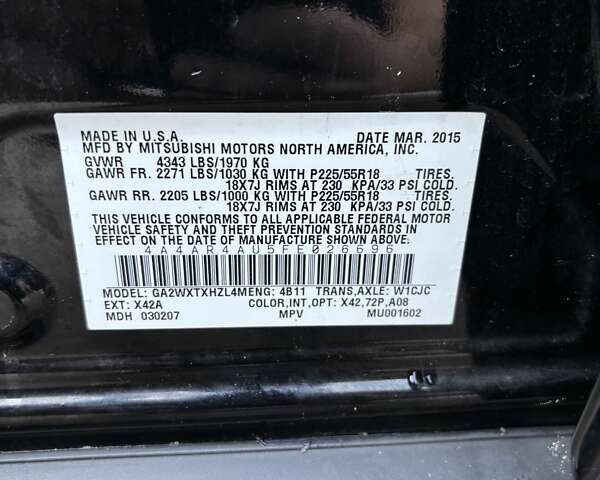 MADE IN U.S.A. DATE MAR. 2015
MFD BY MITSUBISHI MOTORS NORTH AMERICA, INC.
GVWR 4343 LBS/1970 KG
GAWR FR. 2271 LBS/1030 KG WITH P225/55R18 TIRES.
18X7J RIMS AT 230 KPA/33 PSI COLD.
GAWR RR. 2205 LBS/1000 KG WITH P225/55R18 TIRES.
18X7J RIMS AT 230 KPA/33 PSI COLD.
THIS VEHICLE CONFORMS TO ALL APPLICABLE FEDERAL MOTOR
VEHICLE SAFETY AND THEFT PREVENTION STANDARDS IN
EFFECT ON THE DATE OF MANUFACTURE SHOWN ABOVE.
4A4AR4AU5FE026696
MODEL: GA2WXTXHZL4MENG: 4B11 TRANS,AXLE: W1CJC
EXT: X42A COLOR,INT,OPT: X42,72P,A08
MDH 030207 MPV MU001602